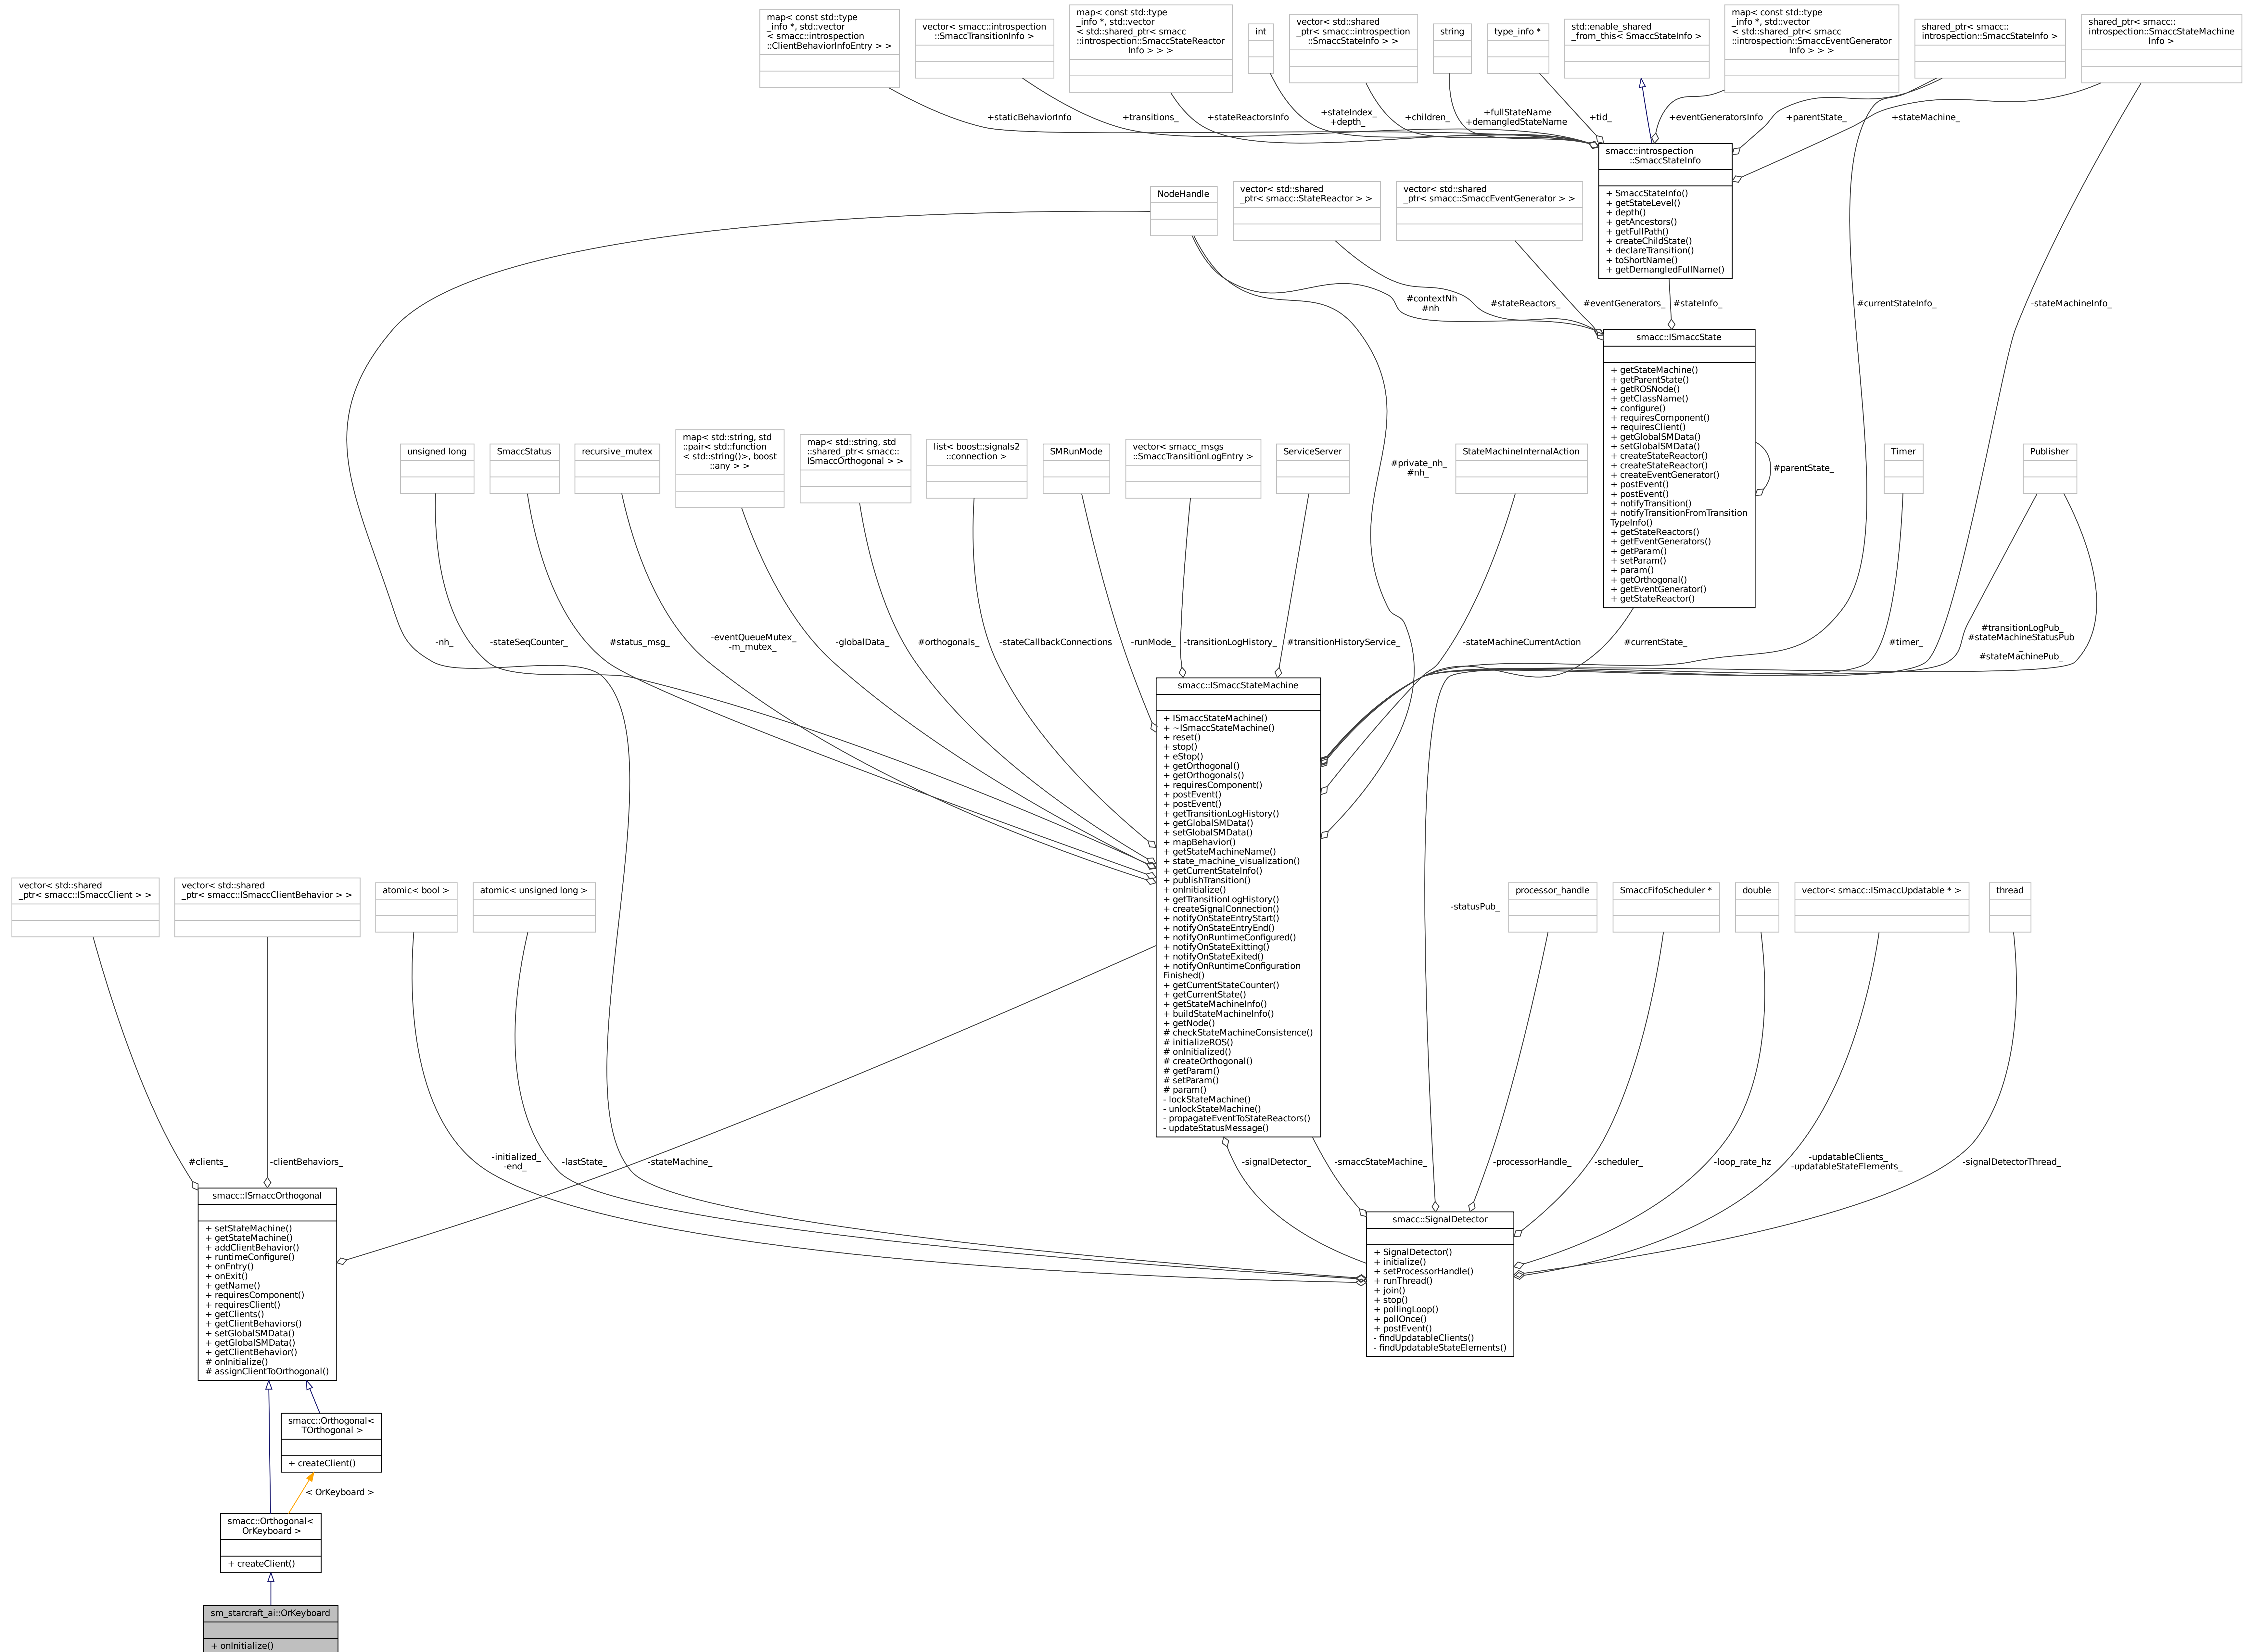 map< const std::type
_info *, std::vector
< smacc::introspection
::ClientBehaviorInfoEntry > >
vector< smacc::introspection
::SmaccTransitionInfo >
map< const std::type
_info *, std::vector
< std::shared_ptr< smacc
::introspection::SmaccStateReactor
Info > > >
int
vector< std::shared
_ptr< smacc::introspection
::SmaccStateInfo > >
string
type_info *
std::enable_shared
_from_this< SmaccStateInfo >
map< const std::type
_info *, std::vector
< std::shared_ptr< smacc
::introspection::SmaccEventGenerator
Info > > >
shared_ptr< smacc::
introspection::SmaccStateInfo >
shared_ptr< smacc::
introspection::SmaccStateMachine
Info >
+staticBehaviorInfo
+transitions_
+stateReactorsInfo
+stateIndex_
+depth_
+children_
+fullStateName
+demangledStateName
+tid_
+eventGeneratorsInfo
+parentState_
+stateMachine_
smacc::introspection
::SmaccStateInfo
+ SmaccStateInfo()
+ getStateLevel()
+ depth()
+ getAncestors()
+ getFullPath()
+ createChildState()
+ declareTransition()
+ toShortName()
+ getDemangledFullName()
NodeHandle
vector< std::shared
_ptr< smacc::StateReactor > >
vector< std::shared
_ptr< smacc::SmaccEventGenerator > >
#contextNh
#nh
#stateReactors_
#eventGenerators_
#stateInfo_
#currentStateInfo_
-stateMachineInfo_
smacc::ISmaccState
+ getStateMachine()
+ getParentState()
+ getROSNode()
+ getClassName()
+ configure()
+ requiresComponent()
+ requiresClient()
+ getGlobalSMData()
+ setGlobalSMData()
+ createStateReactor()
+ createStateReactor()
+ createEventGenerator()
+ postEvent()
+ postEvent()
+ notifyTransition()
+ notifyTransitionFromTransition
TypeInfo()
+ getStateReactors()
+ getEventGenerators()
+ getParam()
+ setParam()
+ param()
+ getOrthogonal()
+ getEventGenerator()
+ getStateReactor()
#parentState_
unsigned long
SmaccStatus
recursive_mutex
map< std::string, std
::pair< std::function
< std::string()>, boost
::any > >
map< std::string, std
::shared_ptr< smacc::
ISmaccOrthogonal > >
list< boost::signals2
::connection >
SMRunMode
vector< smacc_msgs
::SmaccTransitionLogEntry >
ServiceServer
#private_nh_
#nh_
StateMachineInternalAction
Timer
Publisher
-nh_
-stateSeqCounter_
#status_msg_
-eventQueueMutex_
-m_mutex_
-globalData_
#orthogonals_
-stateCallbackConnections
-runMode_
-transitionLogHistory_
#transitionHistoryService_
-stateMachineCurrentAction
#currentState_
#timer_
#transitionLogPub_
#stateMachineStatusPub
_
#stateMachinePub_
smacc::ISmaccStateMachine
+ ISmaccStateMachine()
+ ~ISmaccStateMachine()
+ reset()
+ stop()
+ eStop()
+ getOrthogonal()
+ getOrthogonals()
+ requiresComponent()
+ postEvent()
+ postEvent()
+ getTransitionLogHistory()
+ getGlobalSMData()
+ setGlobalSMData()
+ mapBehavior()
+ getStateMachineName()
+ state_machine_visualization()
+ getCurrentStateInfo()
+ publishTransition()
+ onInitialize()
+ getTransitionLogHistory()
+ createSignalConnection()
+ notifyOnStateEntryStart()
+ notifyOnStateEntryEnd()
+ notifyOnRuntimeConfigured()
+ notifyOnStateExitting()
+ notifyOnStateExited()
+ notifyOnRuntimeConfiguration
Finished()
+ getCurrentStateCounter()
+ getCurrentState()
+ getStateMachineInfo()
+ buildStateMachineInfo()
+ getNode()
# checkStateMachineConsistence()
# initializeROS()
# onInitialized()
# createOrthogonal()
# getParam()
# setParam()
# param()
- lockStateMachine()
- unlockStateMachine()
- propagateEventToStateReactors()
- updateStatusMessage()
vector< std::shared
_ptr< smacc::ISmaccClient > >
vector< std::shared
_ptr< smacc::ISmaccClientBehavior > >
atomic< bool >
atomic< unsigned long >
-statusPub_
processor_handle
SmaccFifoScheduler *
double
vector< smacc::ISmaccUpdatable * >
thread
#clients_
-clientBehaviors_
-initialized_
-end_
-lastState_
-stateMachine_
-signalDetector_
-smaccStateMachine_
-processorHandle_
-scheduler_
-loop_rate_hz
-updatableClients_
-updatableStateElements_
-signalDetectorThread_
smacc::ISmaccOrthogonal
+ setStateMachine()
+ getStateMachine()
+ addClientBehavior()
+ runtimeConfigure()
+ onEntry()
+ onExit()
+ getName()
+ requiresComponent()
+ requiresClient()
+ getClients()
+ getClientBehaviors()
+ setGlobalSMData()
+ getGlobalSMData()
+ getClientBehavior()
# onInitialize()
# assignClientToOrthogonal()
smacc::SignalDetector
+ SignalDetector()
+ initialize()
+ setProcessorHandle()
+ runThread()
+ join()
+ stop()
+ pollingLoop()
+ pollOnce()
+ postEvent()
- findUpdatableClients()
- findUpdatableStateElements()
smacc::Orthogonal<
TOrthogonal >
+ createClient()
< OrKeyboard >
smacc::Orthogonal<
OrKeyboard >
+ createClient()
sm_starcraft_ai::OrKeyboard
+ onInitialize()